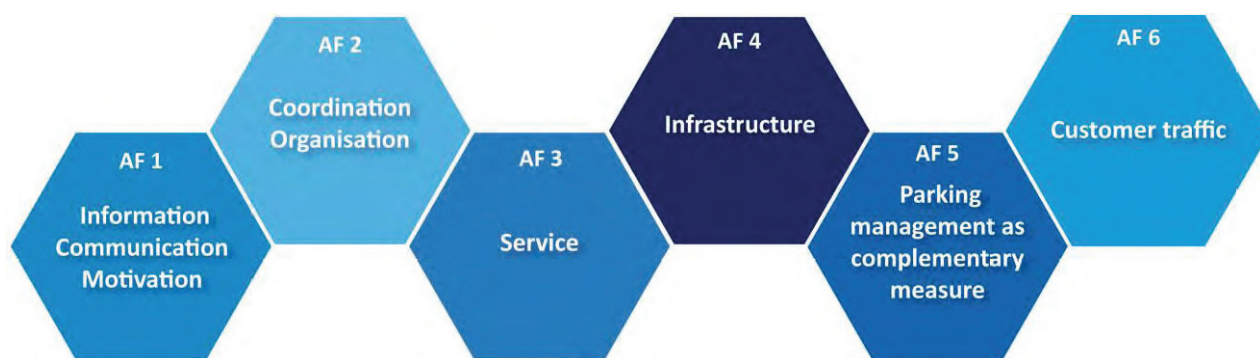 AF 1
Information
Communication
Motivation
AF 2
Coordination
Organisation
AF 3
Service
AF 4
Infrastructure
AF 5
Parking
management as
complementary
measure
AF 6
Customer traffic